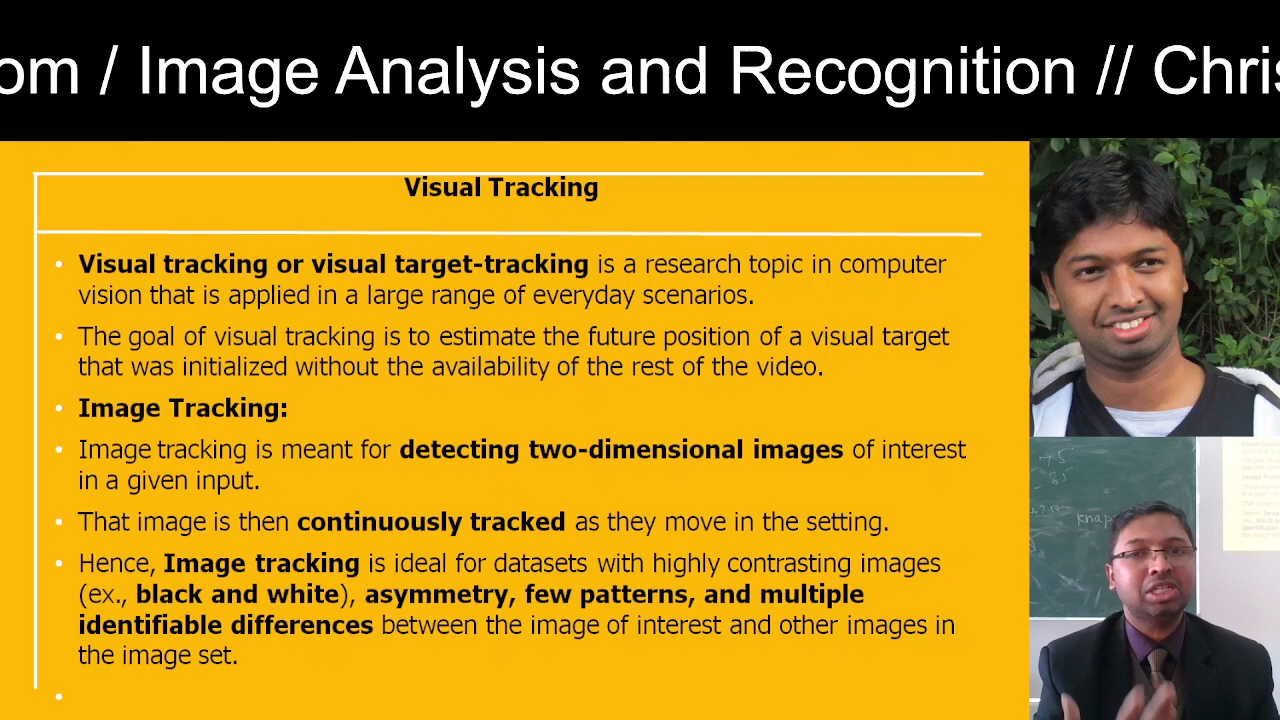 om / Image Analysis and Recognition // Chris
Visual Tracking
• Visual tracking or visual target-tracking is a research topic in computer
vision that is applied in a large range of everyday scenarios.
• The goal of visual tracking is to estimate the future position of a visual target
that was initialized without the availability of the rest of the video.
• Image Tracking:
• Image tracking is meant for detecting two-dimensional images of interest
in a given input.
• That image is then continuously tracked as they move in the setting.
• Hence, Image tracking is ideal for datasets with highly contrasting images
(ex., black and white), asymmetry, few patterns, and multiple
identifiable differences between the image of interest and other images in
the image set.
•
knap